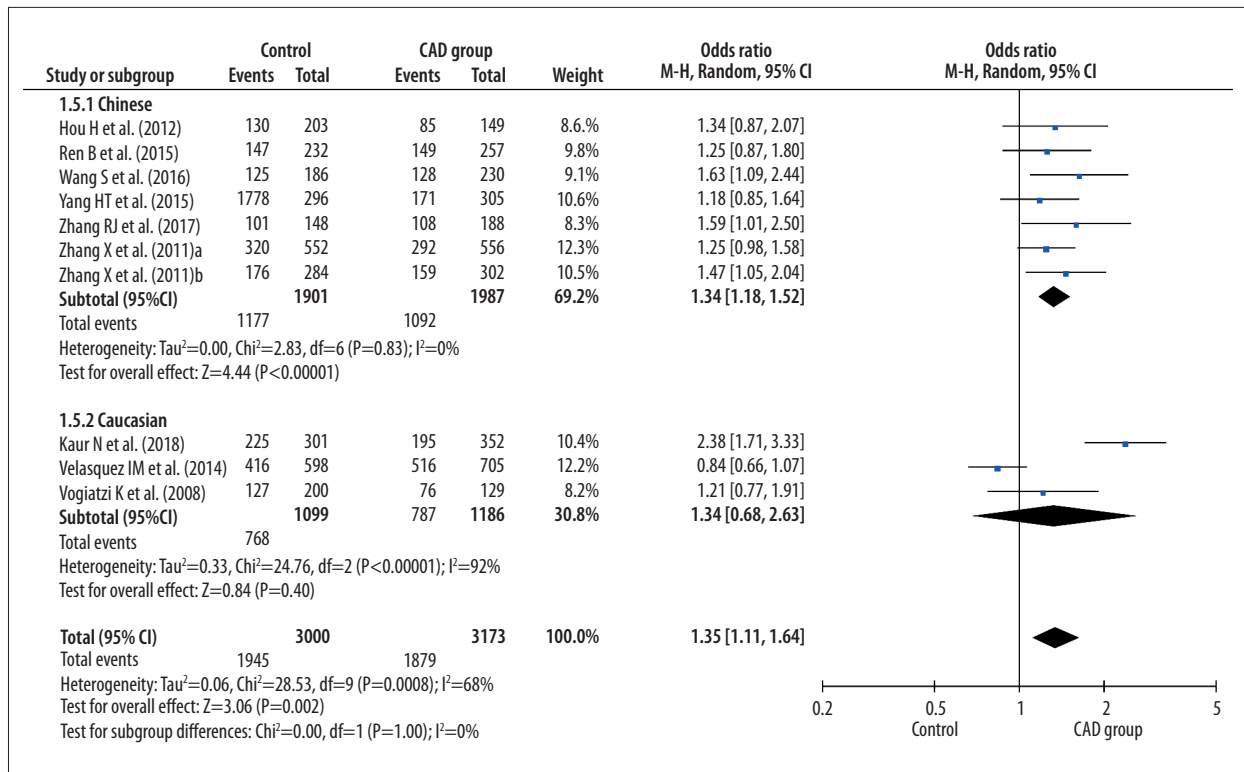 Control CAD group Odds ratio Odds ratio
Study or subgroup Events Total Events Total Weight M-H, Random, 95% CI M-H, Random, 95% CI
1.5.1 Chinese
Hou H et al. (2012) 130 203 85 149 8.6.% 1.34 [0.87, 2.07]
Ren B et al. (2015) 147 232 149 257 9.8% 1.25 [0.87, 1.80]
Wang S et al. (2016) 125 186 128 230 9.1% 1.63 [1.09, 2.44]
Yang HT et al. (2015) 1778 296 171 305 10.6% 1.18 [0.85, 1.64]
Zhang RJ et al. (2017) 101 148 108 188 8.3% 1.59 [1.01, 2.50]
Zhang X et al. (2011)a 320 552 292 556 12.3% 1.25 [0.98, 1.58]
Zhang X et al. (2011)b 176 284 159 302 10.5% 1.47 [1.05, 2.04]
Subtotal (95%CI) 1901 1987 69.2% 1.34 [1.18, 1.52]
Total events 1177 1092
Heterogeneity: Tau²=0.00, Chi²=2.83, df=6 (P=0.83); I²=0%
Test for overall effect: Z=4.44 (P<0.00001)
1.5.2 Caucasian
Kaur N et al. (2018) 225 301 195 352 10.4% 2.38 [1.71, 3.33]
Velasquez IM et al. (2014) 416 598 516 705 12.2% 0.84 [0.66, 1.07]
Vogiatzi K et al. (2008) 127 200 76 129 8.2% 1.21 [0.77, 1.91]
Subtotal (95%CI) 1099 787 1186 30.8% 1.34 [0.68, 2.63]
Total events 768
Heterogeneity: Tau²=0.33, Chi²=24.76, df=2 (P<0.00001); I²=92%
Test for overall effect: Z=0.84 (P=0.40)
Total (95% CI) 3000 3173 100.0% 1.35 [1.11, 1.64]
Total events 1945 1879
Heterogeneity: Tau²=0.06, Chi²=28.53, df=9 (P=0.0008); I²=68%
Test for overall effect: Z=3.06 (P=0.002)
Test for subgroup differences: Chi²=0.00, df=1 (P=1.00); I²=0%
0.2 0.5 1 2 5
Control CAD group